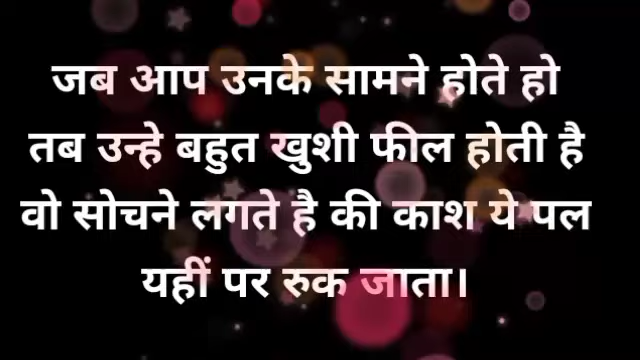 जब आप उनके सामने होते हो
तब उन्हे बहुत खुशी फील होती है
वो सोचने लगते है की काश ये पल
यहीं पर रुक जाता।